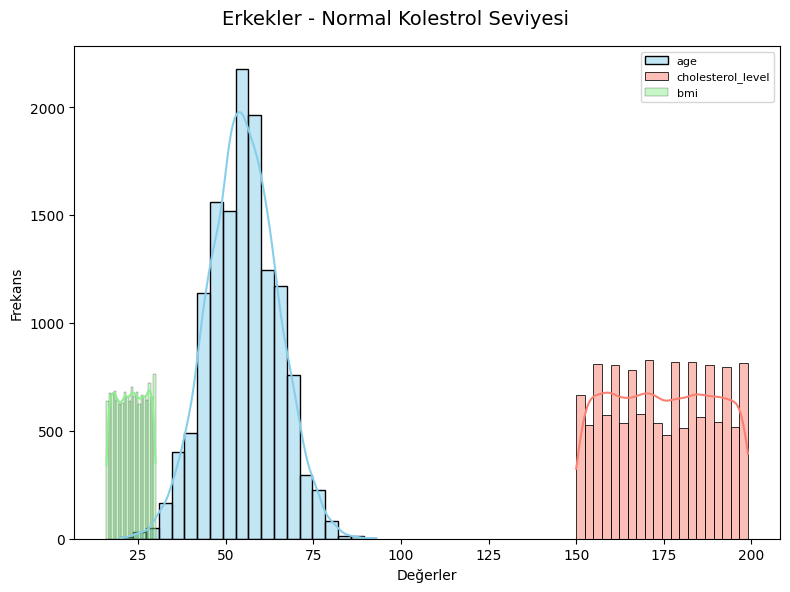 Erkekler - Normal Kolestrol Seviyesi
age
cholesterol_level
bmi
Frekans
2000
1500
1000
500
0
25 50 75 100 125 150 175 200
Değerler